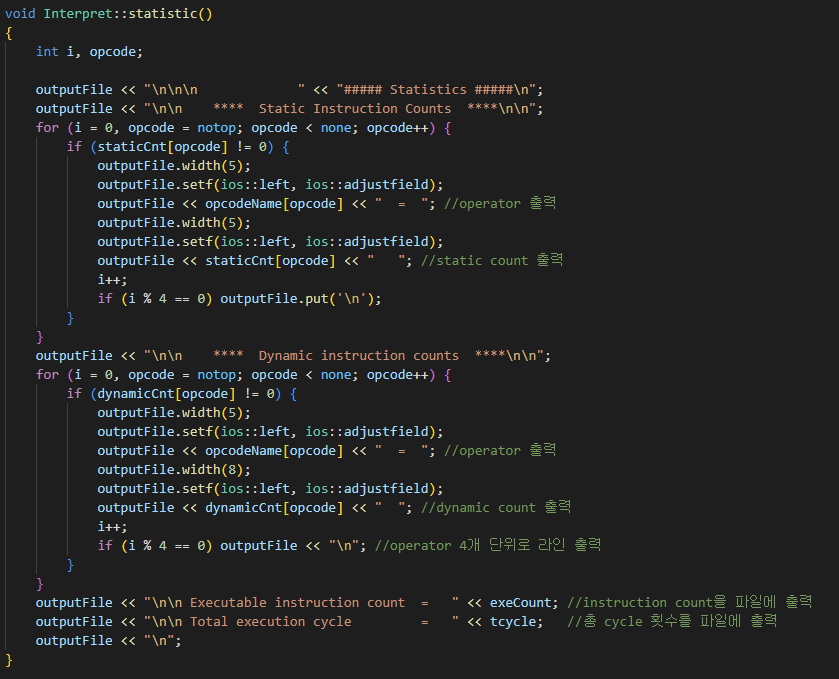 void Interpret::statistic()
{
    int i, opcode;

    outputFile << "\n\n\n             " << "##### Statistics #####\n";
    outputFile << "\n\n    ****  Static Instruction Counts  ****\n\n";
    for (i = 0, opcode = notop; opcode < none; opcode++) {
        if (staticCnt[opcode] != 0) {
            outputFile.width(5);
            outputFile.setf(ios::left, ios::adjustfield);
            outputFile << opcodeName[opcode] << "  =  "; //operator 출력
            outputFile.width(5);
            outputFile.setf(ios::left, ios::adjustfield);
            outputFile << staticCnt[opcode] << "   "; //static count 출력
            i++;
            if (i % 4 == 0) outputFile.put('\n');
        }
    }
    outputFile << "\n\n    ****  Dynamic instruction counts  ****\n\n";
    for (i = 0, opcode = notop; opcode < none; opcode++) {
        if (dynamicCnt[opcode] != 0) {
            outputFile.width(5);
            outputFile.setf(ios::left, ios::adjustfield);
            outputFile << opcodeName[opcode] << "  =  "; //operator 출력
            outputFile.width(8);
            outputFile.setf(ios::left, ios::adjustfield);
            outputFile << dynamicCnt[opcode] << "  "; //dynamic count 출력
            i++;
            if (i % 4 == 0) outputFile << "\n"; //operator 4개 단위로 라인 출력
        }
    }
    outputFile << "\n\n Executable instruction count  =   " << exeCount; //instruction count을 파일에 출력
    outputFile << "\n\n Total execution cycle         =   " << tcycle;   //총 cycle 횟수를 파일에 출력
    outputFile << "\n";
}